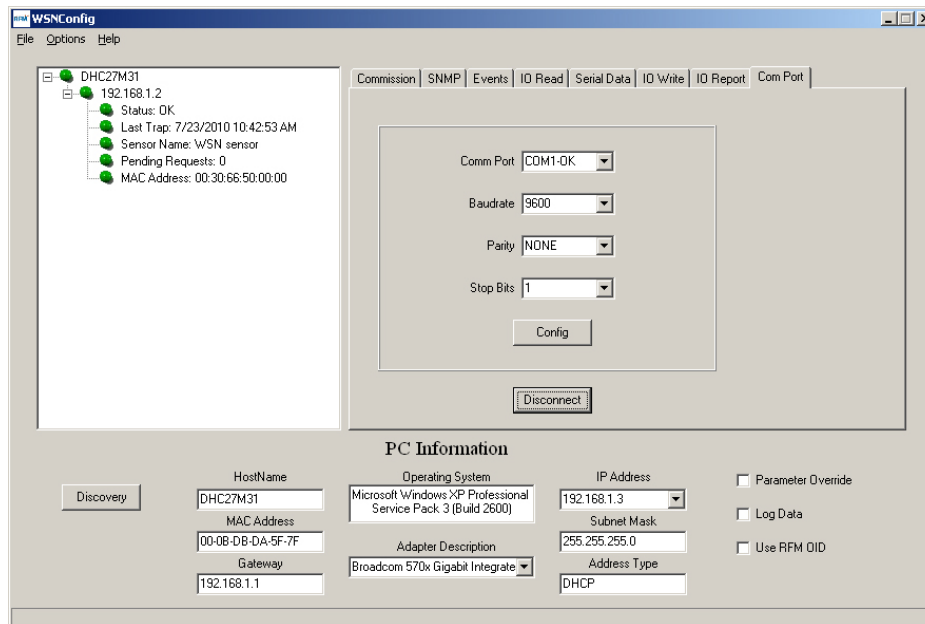 WSNConfig
File Options Help
DHC27M31
192.168.1.2
Status: OK
Last Trap: 7/23/2010 10:42:53 AM
Sensor Name: WSN sensor
Pending Requests: 0
MAC Address: 00:30:66:50:00:00
Commission SNMP Events IO Read Serial Data IO Write IO Report Com Port
Comm Port COM1-OK
Baudrate 9600
Parity NONE
Stop Bits 1
Config
Disconnect
PC Information
Discovery
HostName
DHC27M31
MAC Address
00-0B-DB-DA-5F-7F
Gateway
192.168.1.1
Operating System
Microsoft Windows XP Professional
Service Pack 3 (Build 2600)
Adapter Description
Broadcom 570x Gigabit Integrate
IP Address
192.168.1.3
Subnet Mask
255.255.255.0
Address Type
DHCP
Parameter Override
Log Data
Use RFM OID